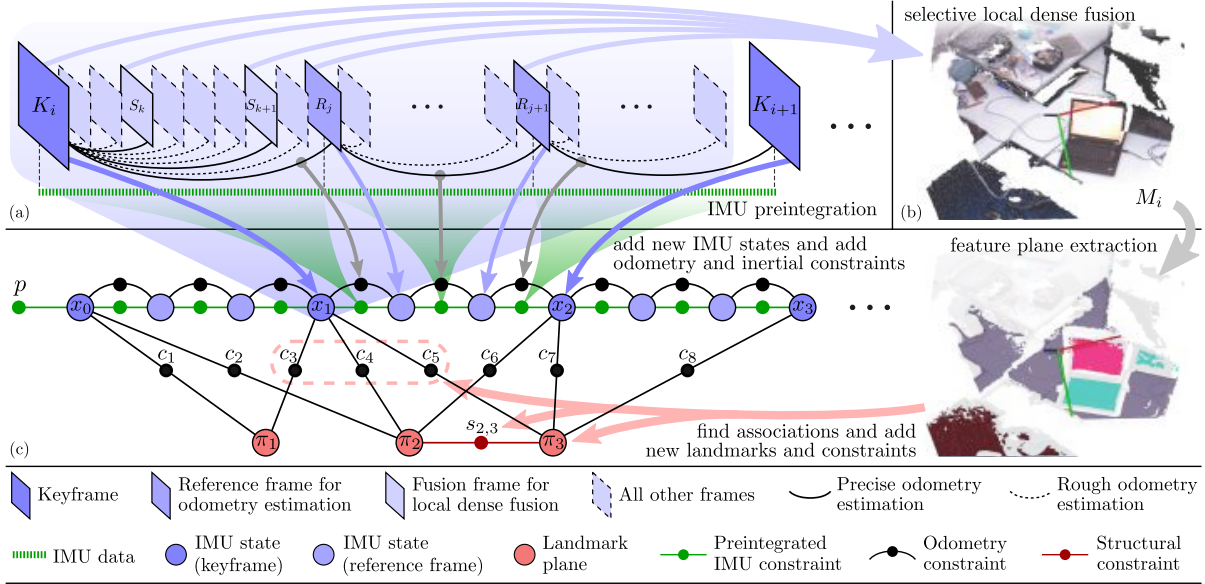 K_i
S_k
S_{k+1}
R_j
R_{j+1}
K_{i+1}
IMU preintegration
(a)
selective local dense fusion
(b)
M_i
feature plane extraction
add new IMU states and add
odometry and inertial constraints
p
x_0
x_1
x_2
x_3
c_1
c_2
c_3
c_4
c_5
c_6
c_7
c_8
s_{2,3}
π_1
π_2
π_3
find associations and add
new landmarks and constraints
(c)
Keyframe
Reference frame for
odometry estimation
Fusion frame for
local dense fusion
All other frames
Precise odometry
estimation
Rough odometry
estimation
IMU data
IMU state
(keyframe)
IMU state
(reference frame)
Landmark
plane
Preintegrated
IMU constraint
Odometry
constraint
Structural
constraint